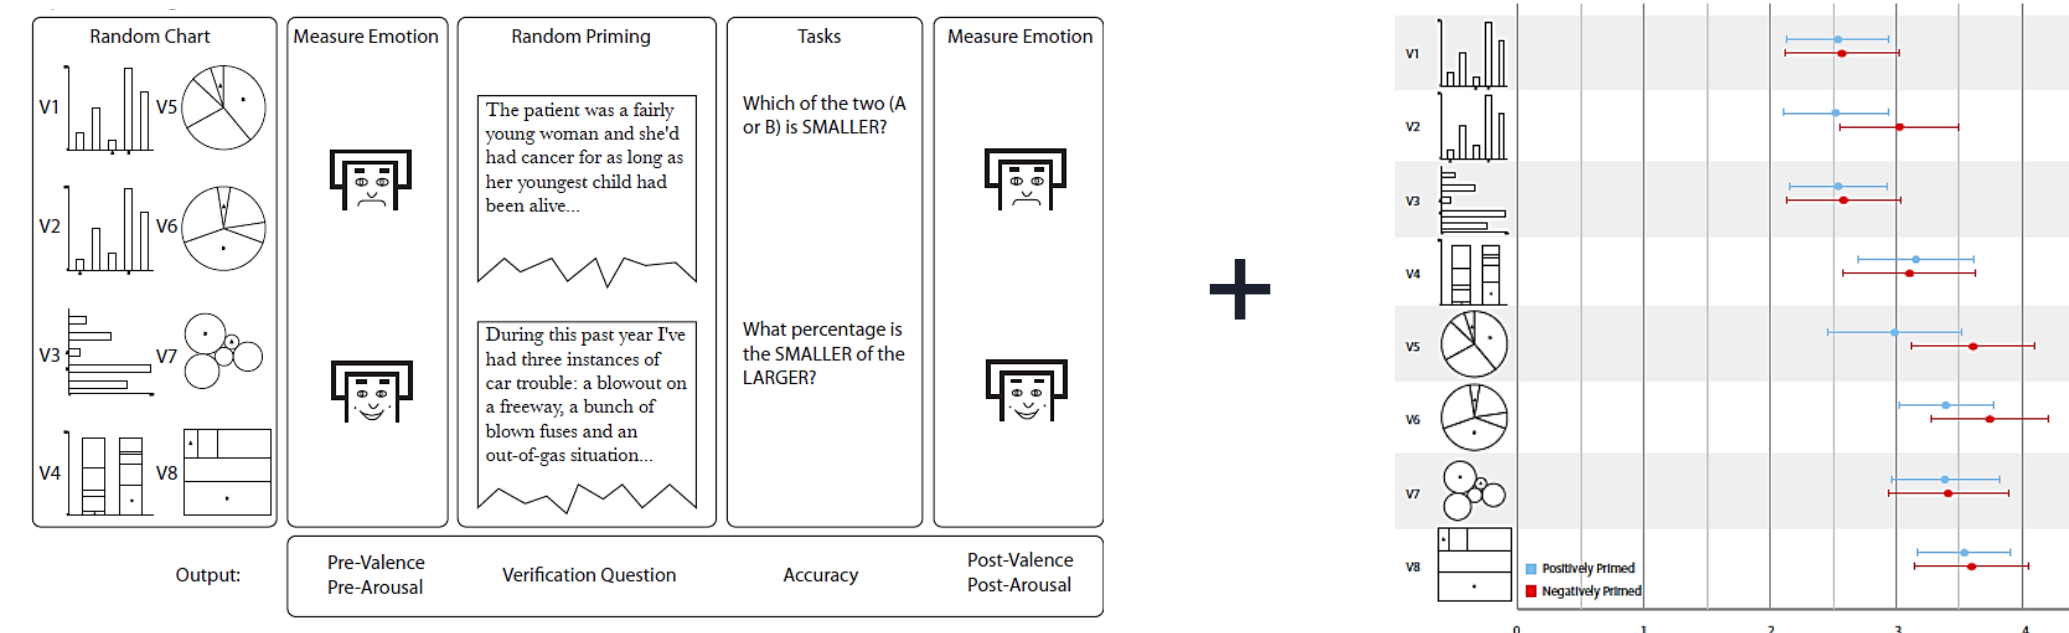 Random Chart
V1
V5
V2
V6
V3
V7
V4
V8
Measure Emotion
Random Priming
The patient was a fairly
young woman and she'd
had cancer for as long as
her youngest child had
been alive...
During this past year I've
had three instances of
car trouble: a blowout on
a freeway, a bunch of
blown fuses and an
out-of-gas situation...
Tasks
Which of the two (A
or B) is SMALLER?
What percentage is
the SMALLER of the
LARGER?
Measure Emotion
Output:
Pre-Valence
Pre-Arousal
Verification Question
Accuracy
Post-Valence
Post-Arousal
+
V1
V2
V3
V4
V5
V6
V7
V8
Positively Primed
Negatively Primed
0 1 2 3 4